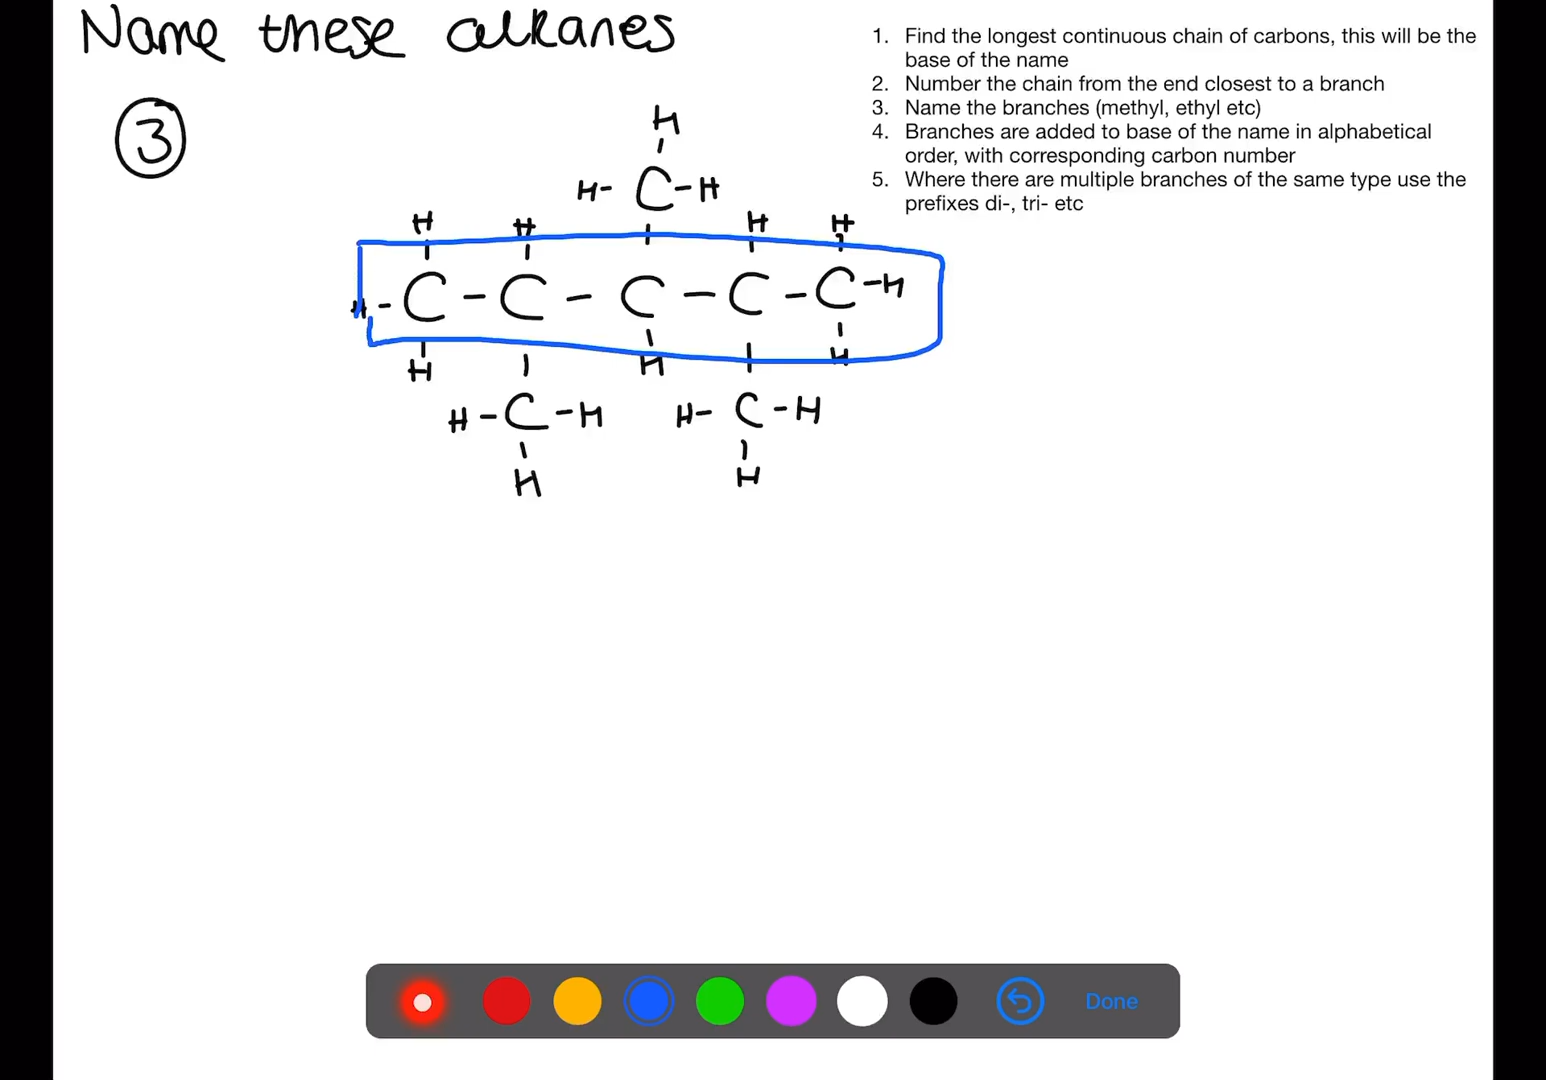 Name these alkanes
1. Find the longest continuous chain of carbons, this will be the
base of the name
2. Number the chain from the end closest to a branch
3. Name the branches (methyl, ethyl etc)
4. Branches are added to base of the name in alphabetical
order, with corresponding carbon number
5. Where there are multiple branches of the same type use the
prefixes di-, tri- etc
3
H
H- C-H
H H H H
H-C-C-C-C-C-H
H H H
H-C-H H-C-H
H H
Done